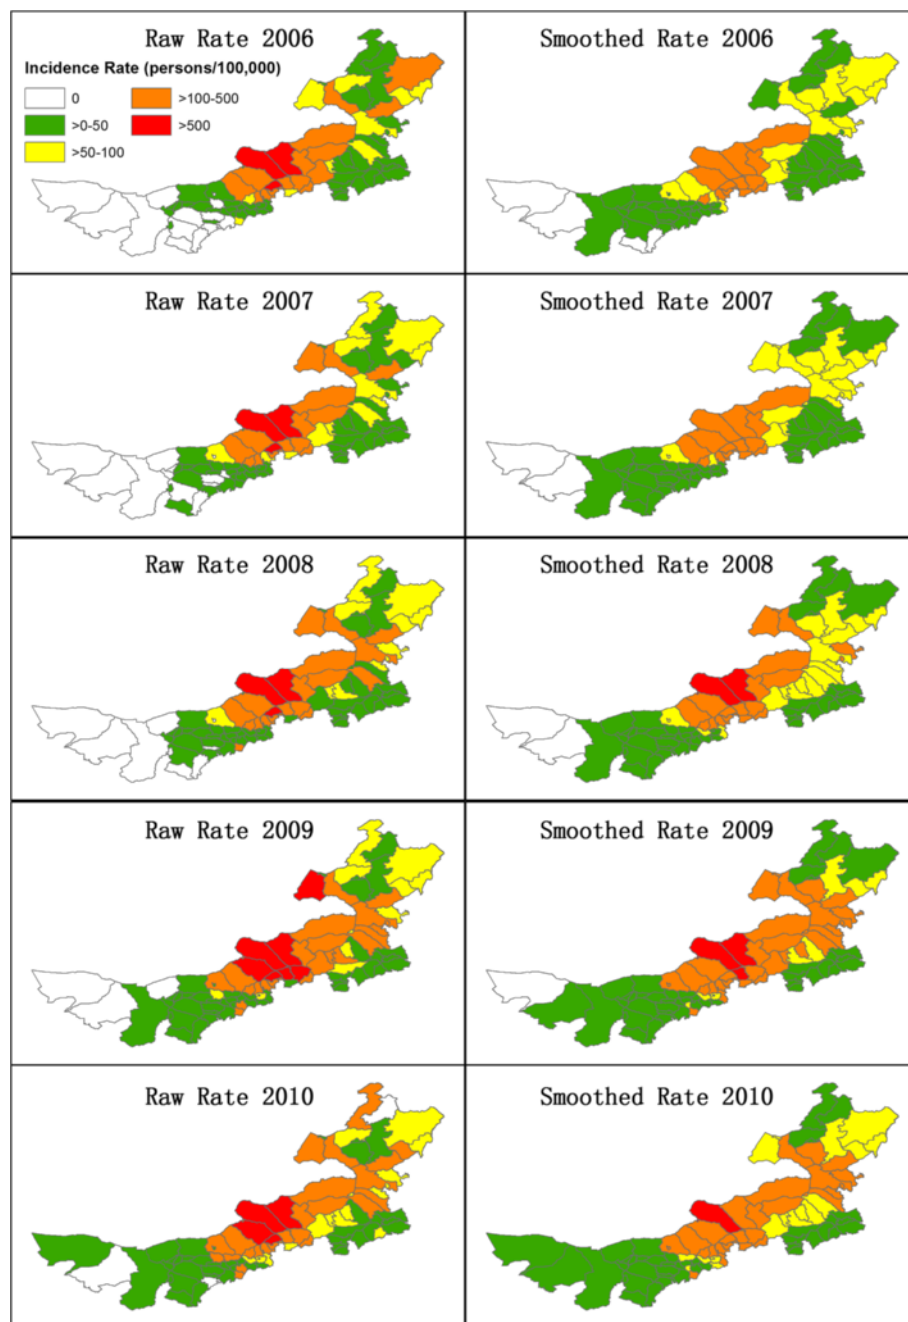 Raw Rate 2006
Smoothed Rate 2006
Incidence Rate (persons/100,000)
0
>100-500
>0-50
>500
>50-100
Raw Rate 2007
Smoothed Rate 2007
Raw Rate 2008
Smoothed Rate 2008
Raw Rate 2009
Smoothed Rate 2009
Raw Rate 2010
Smoothed Rate 2010